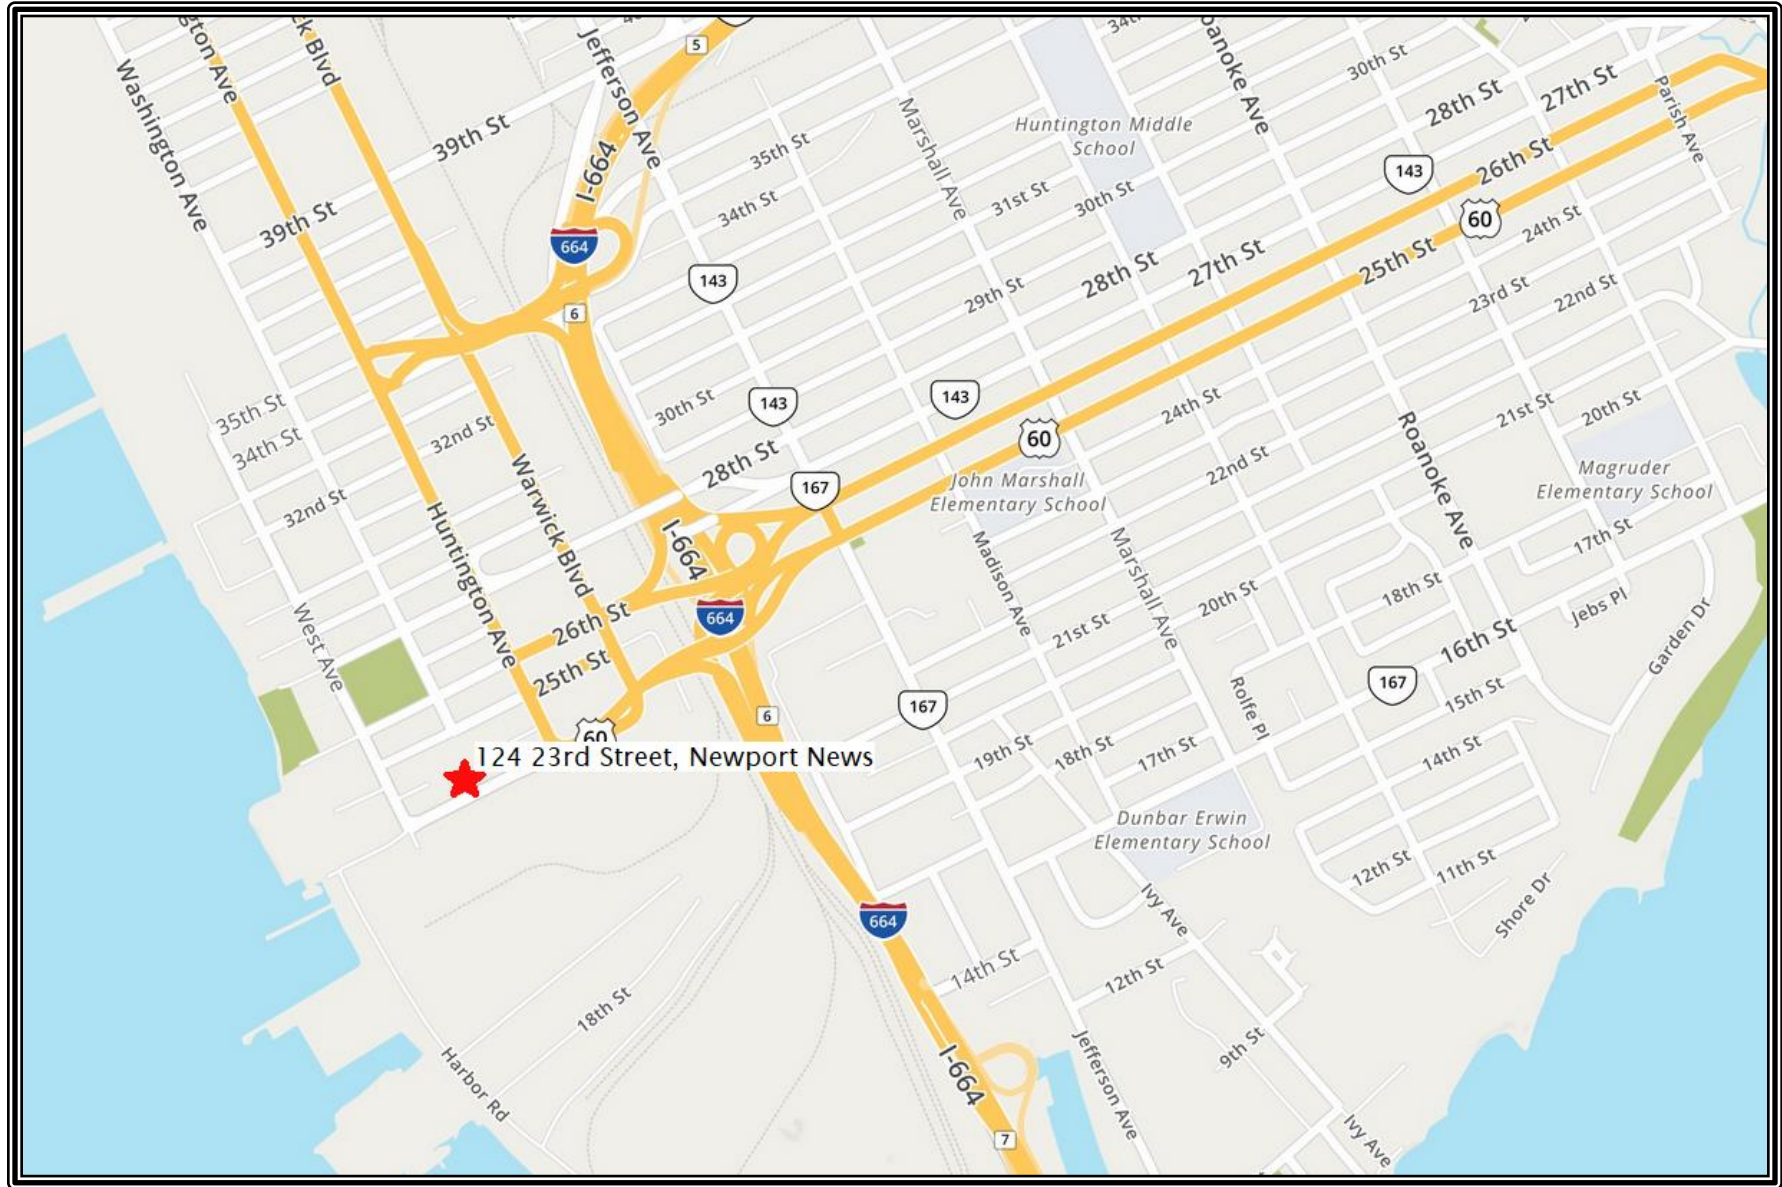 5
Jefferson Ave
Washington Ave
39th St
39th St
I-664
664
6
35th St
34th St
143
Marshall Ave
Huntington Middle
School
31st St
30th St
30th St
28th St
27th St
Parish Ave
26th St
143
60
24th St
25th St
28th St
27th St
29th St
23rd St
22nd St
35th St
34th St
32nd St
32nd St
30th St
143
143
60
28th St
167
24th St
22nd St
21st St
20th St
Roanoke Ave
Magruder
Elementary School
17th St
John Marshall
Elementary School
Huntington Ave
Warwick Blvd
I-664
664
Madison Ave
Marshall Ave
20th St
21st St
18th St
Jebs Pl
Garden Dr
16th St
167
15th St
14th St
Rolfe Pl
West Ave
26th St
25th St
60
6
167
19th St
18th St
17th St
124 23rd Street, Newport News
Dunbar Erwin
Elementary School
12th St
11th St
Shore Dr
664
Ivy Ave
14th St
12th St
18th St
9th St
Harbor Rd
I-664
Jefferson Ave
7
Ivy Ave